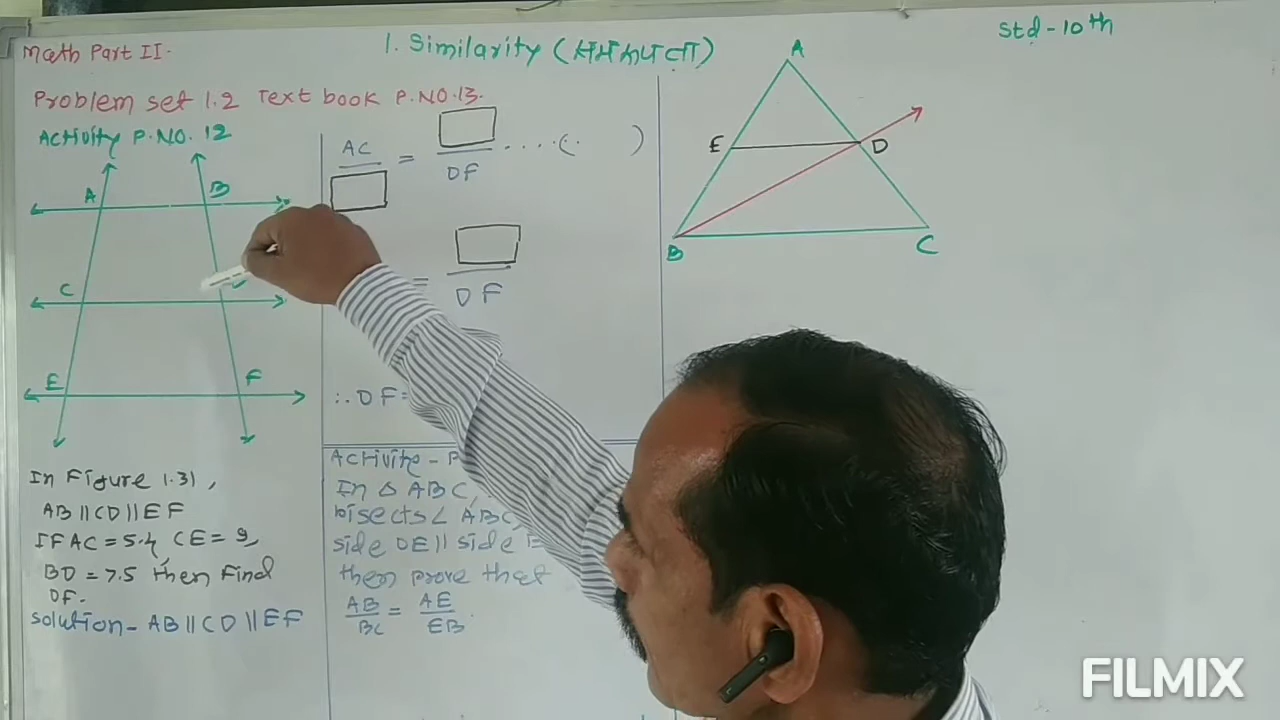 Math Part II.
1. Similarity (समरूपता)
Std - 10th
Problem set 1.2 Text book P.NO.13.
Activity P.NO. 12
A B
C
E F
AC = ....(. )
DF
=
DF
∴ DF=
A
E D
B C
In Figure 1.31,
AB || CD || EF
IF AC = 5.4, CE = 9,
BD = 7.5 then Find
DF.
Solution - AB || CD || EF
Activity - P
In △ ABC,
bisects ∠ ABC,
side DE || side
then prove that
AB/BC = AE/EB.
FILMIX